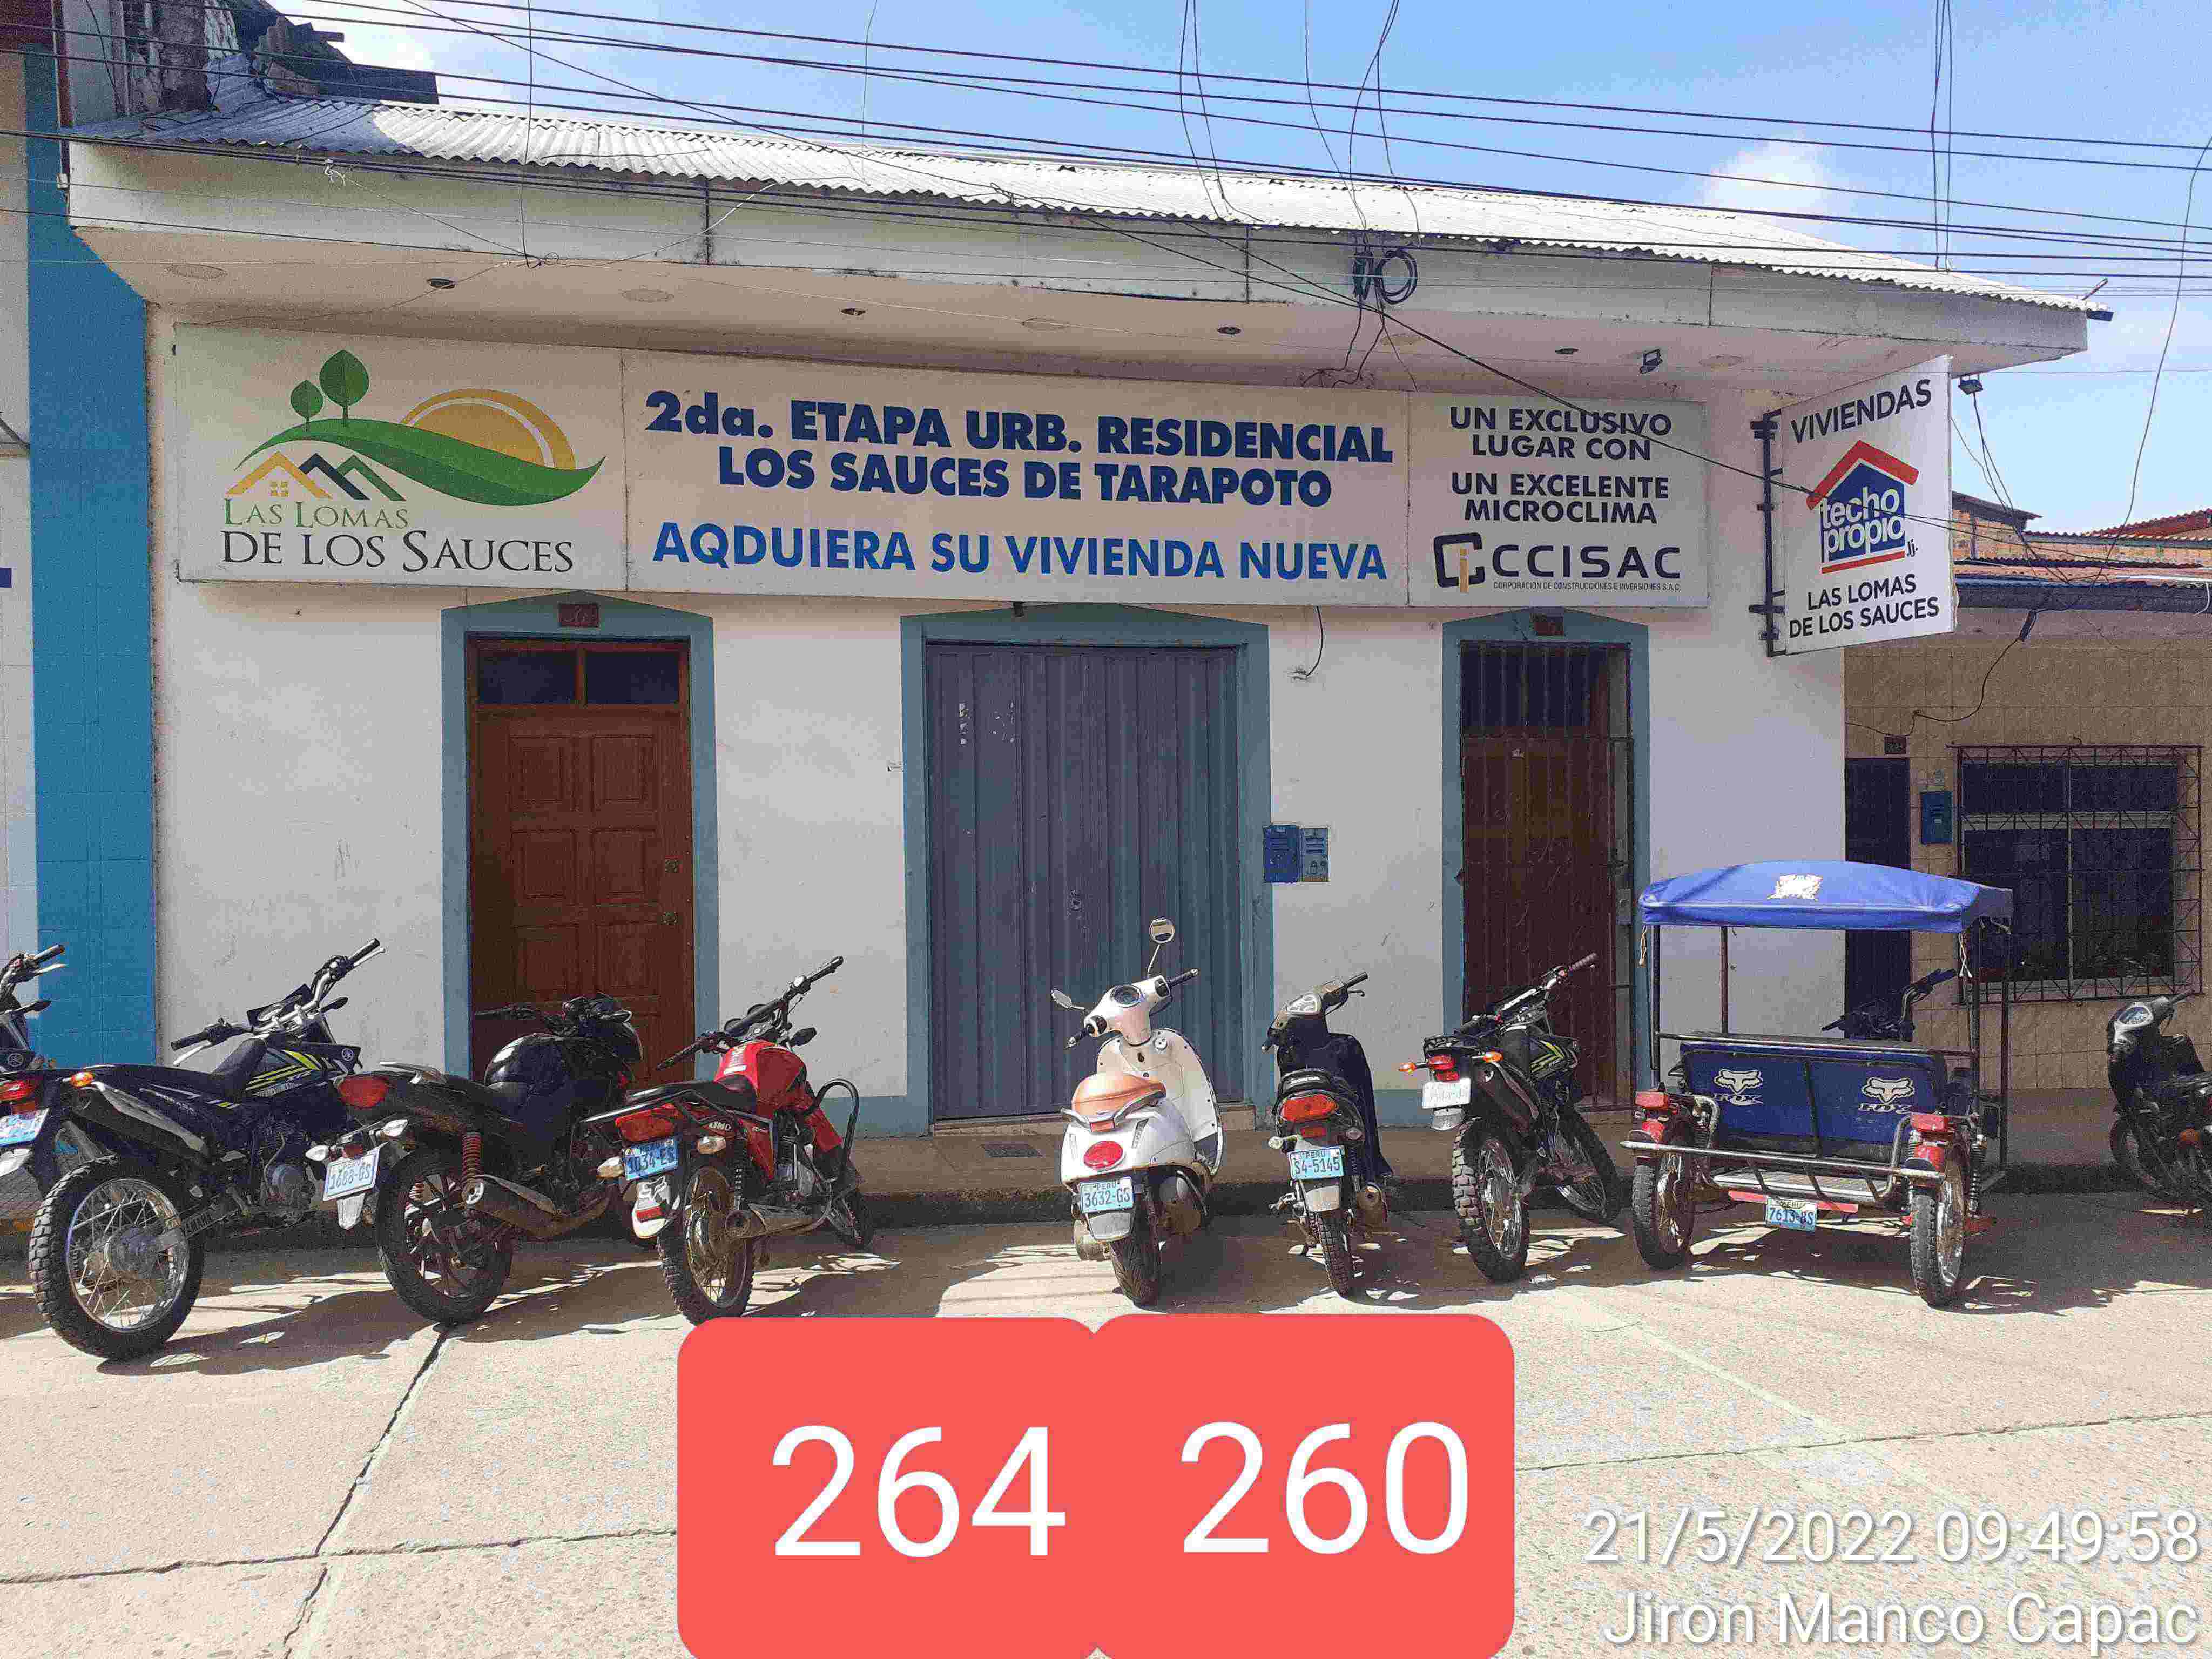 LAS LOMAS
DE LOS SAUCES
2da. ETAPA URB. RESIDENCIAL
LOS SAUCES DE TARAPOTO
AQDUIERA SU VIVIENDA NUEVA
UN EXCLUSIVO
LUGAR CON
UN EXCELENTE
MICROCLIMA
CCISAC
CORPORACIÓN DE CONSTRUCCIONES E INVERSIONES S.A.C
VIVIENDAS
techo
propio
LAS LOMAS
DE LOS SAUCES
1688-GS
1034-ES
PERU
3632-GS
PERU
S4-5145
FOX
FOX
7613-BS
264 260
21/5/2022 09:49:58
Jiron Manco Capac